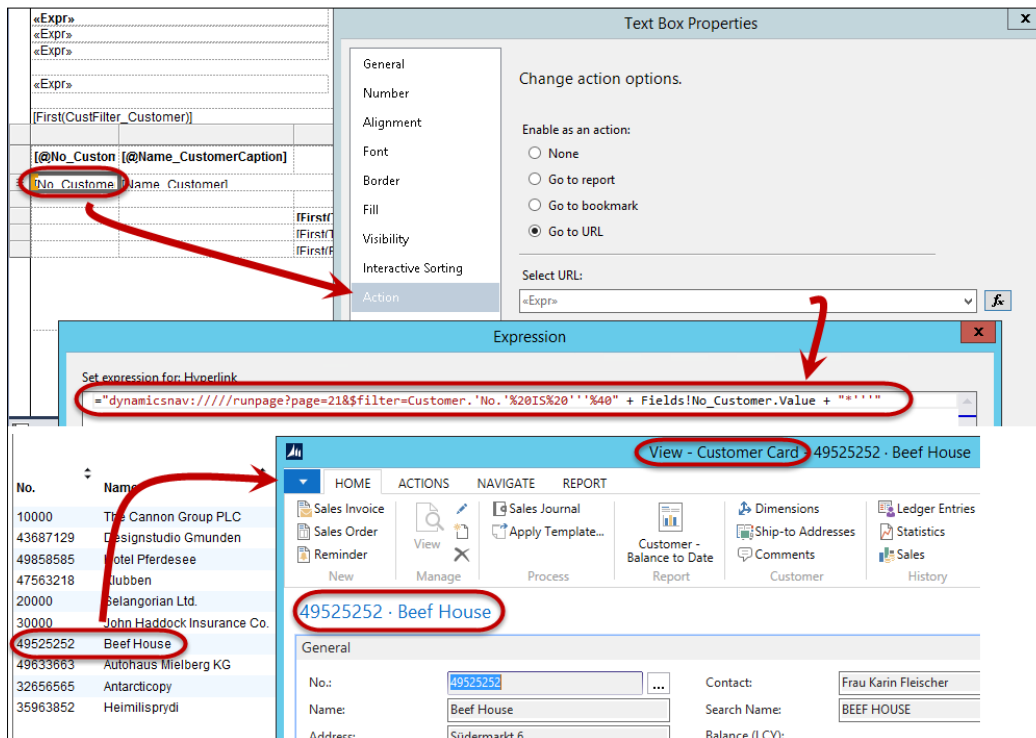 «Expr»
«Expr»
«Expr»
«Expr»
[First(CustFilter_Customer)]
[@No_Custon [@Name_CustomerCaption]
[No_Custome [Name_Customer]
[First(
[First(
[First(
Text Box Properties
x
General
Number
Alignment
Font
Border
Fill
Visibility
Interactive Sorting
Action
Change action options.
Enable as an action:
None
Go to report
Go to bookmark
Go to URL
Select URL:
«Expr»
fx
Expression
x
Set expression for: Hyperlink
="dynamicsnav://///runpage?page=21&$filter=Customer.'No.'%20IS%20'''%40" + Fields!No_Customer.Value + "*'''"
No. Name
10000 The Cannon Group PLC
43687129 Designstudio Gmunden
49858585 Hotel Pferdesee
47563218 Klubben
20000 Selangorian Ltd.
30000 John Haddock Insurance Co.
49525252 Beef House
49633663 Autohaus Mielberg KG
32656565 Antarcticopy
35963852 Heimilisprydi
View - Customer Card - 49525252 · Beef House
HOME ACTIONS NAVIGATE REPORT
Sales Invoice
Sales Order
Reminder
New
View
Manage
Sales Journal
Apply Template...
Process
Customer -
Balance to Date
Report
Dimensions
Ship-to Addresses
Comments
Customer
Ledger Entries
Statistics
Sales
History
49525252 · Beef House
General
No.: 49525252 ... Contact: Frau Karin Fleischer
Name: Beef House Search Name: BEEF HOUSE
Address: Südermarkt 6 Balance (LCY):